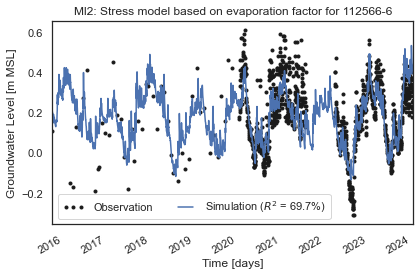 MI2: Stress model based on evaporation factor for 112566-6
Groundwater Level [m MSL]
0.6
0.4
0.2
0.0
−0.2
Observation
Simulation (R² = 69.7%)
2016
2017
2018
2019
2020
2021
2022
2023
2024
Time [days]